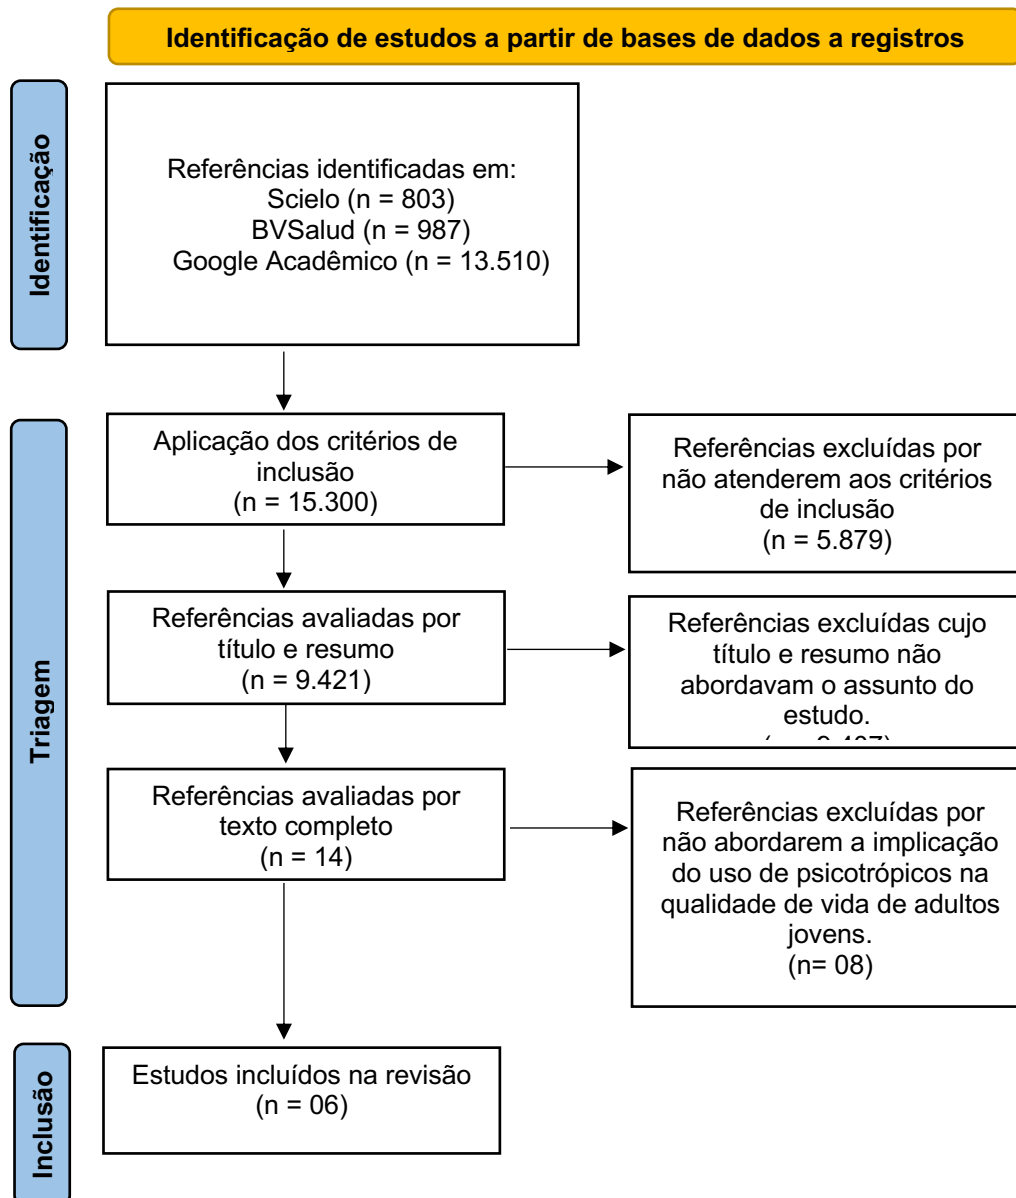 Identificação de estudos a partir de bases de dados a registros
Identificação
Referências identificadas em:
Scielo (n = 803)
BVSalud (n = 987)
Google Acadêmico (n = 13.510)
Triagem
Aplicação dos critérios de
inclusão
(n = 15.300)
Referências excluídas por
não atenderem aos critérios
de inclusão
(n = 5.879)
Referências avaliadas por
título e resumo
(n = 9.421)
Referências excluídas cujo
título e resumo não
abordavam o assunto do
estudo.
Referências avaliadas por
texto completo
(n = 14)
Referências excluídas por
não abordarem a implicação
do uso de psicotrópicos na
qualidade de vida de adultos
jovens.
(n= 08)
Inclusão
Estudos incluídos na revisão
(n = 06)